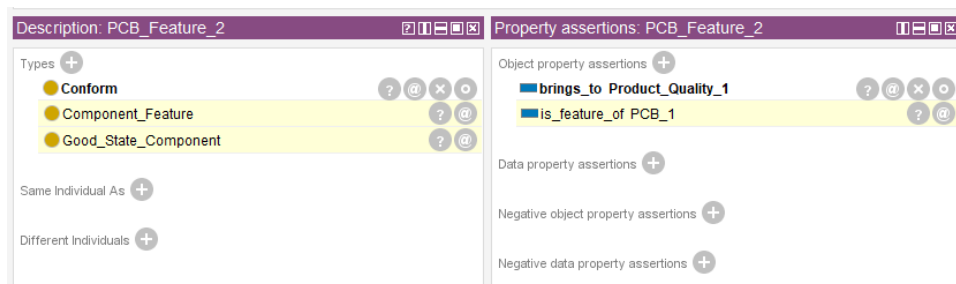 Description: PCB_Feature_2
Types
Conform
Component_Feature
Good_State_Component
Same Individual As
Different Individuals
Property assertions: PCB_Feature_2
Object property assertions
brings_to Product_Quality_1
is_feature_of PCB_1
Data property assertions
Negative object property assertions
Negative data property assertions